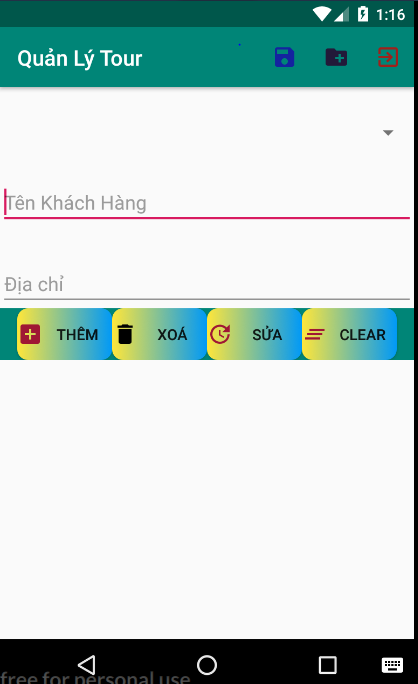 1:16
Quản Lý Tour
Tên Khách Hàng
Địa chỉ
THÊM XOÁ SỬA CLEAR
free for personal use